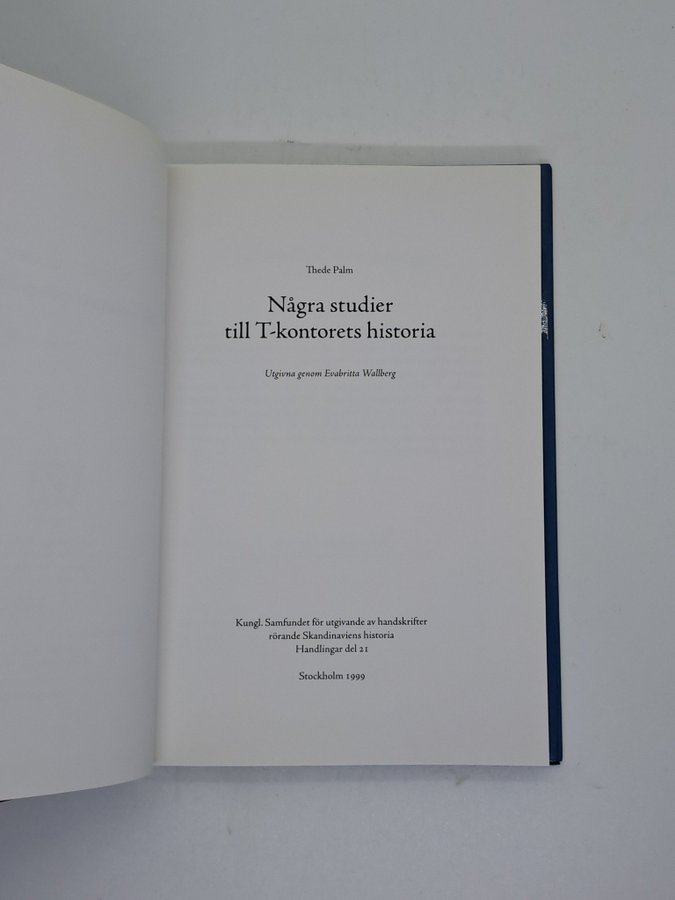 Thede Palm
Några studier
till T-kontorets historia
Utgivna genom Evabritta Wallberg
Kungl. Samfundet för utgivande av handskrifter
rörande Skandinaviens historia
Handlingar del 21
Stockholm 1999